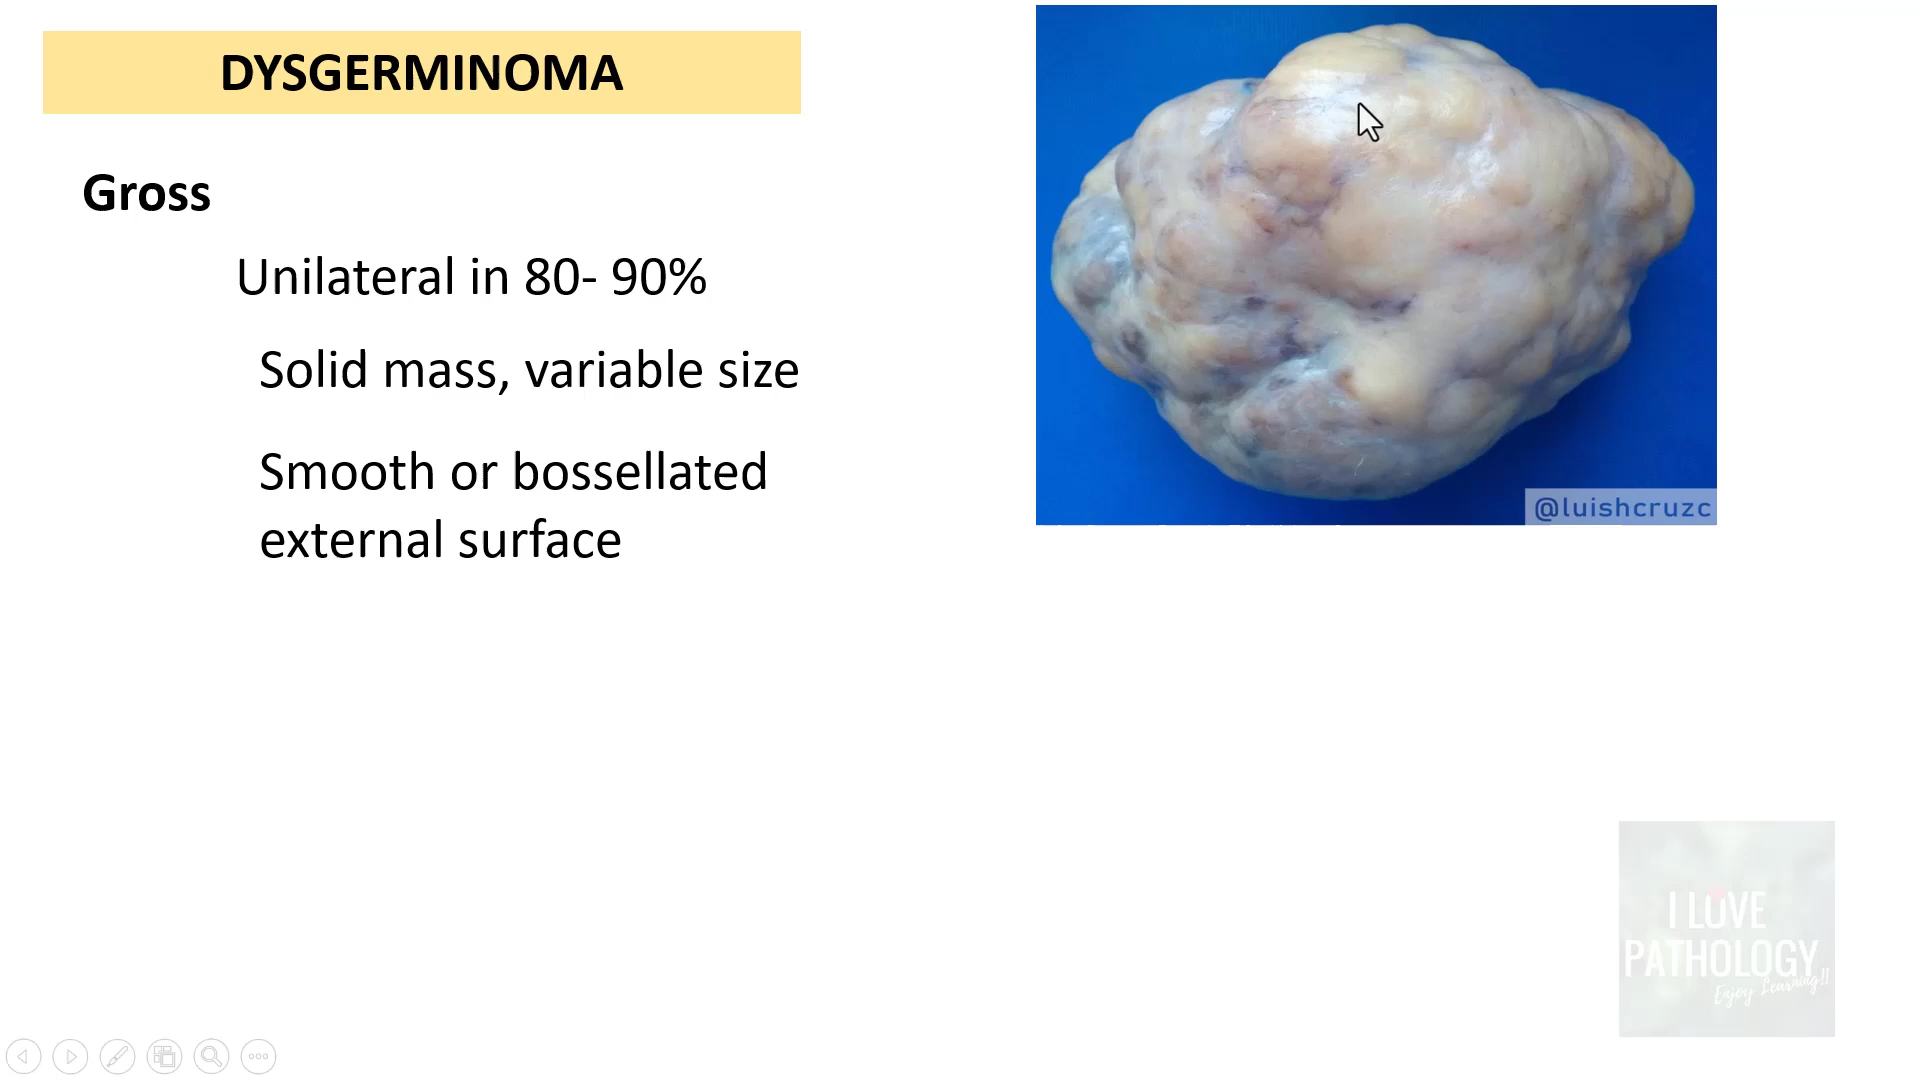 DYSGERMINOMA
Gross
Unilateral in 80- 90%
Solid mass, variable size
Smooth or bossellated
external surface
@luishcruzc
I LOVE
PATHOLOGY
Enjoy Learning!!